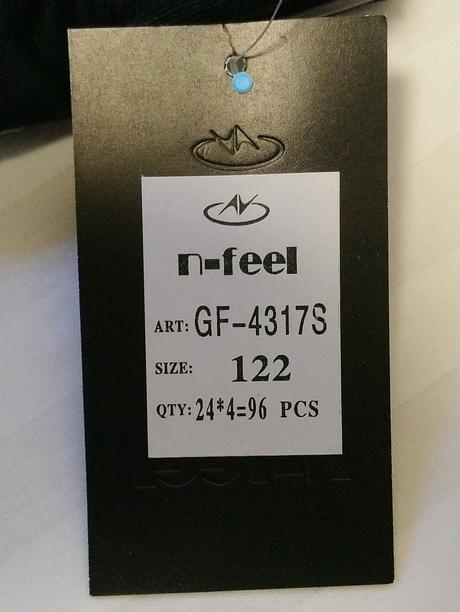 n-feel
ART: GF-4317S
SIZE: 122
QTY: 24*4=96 PCS